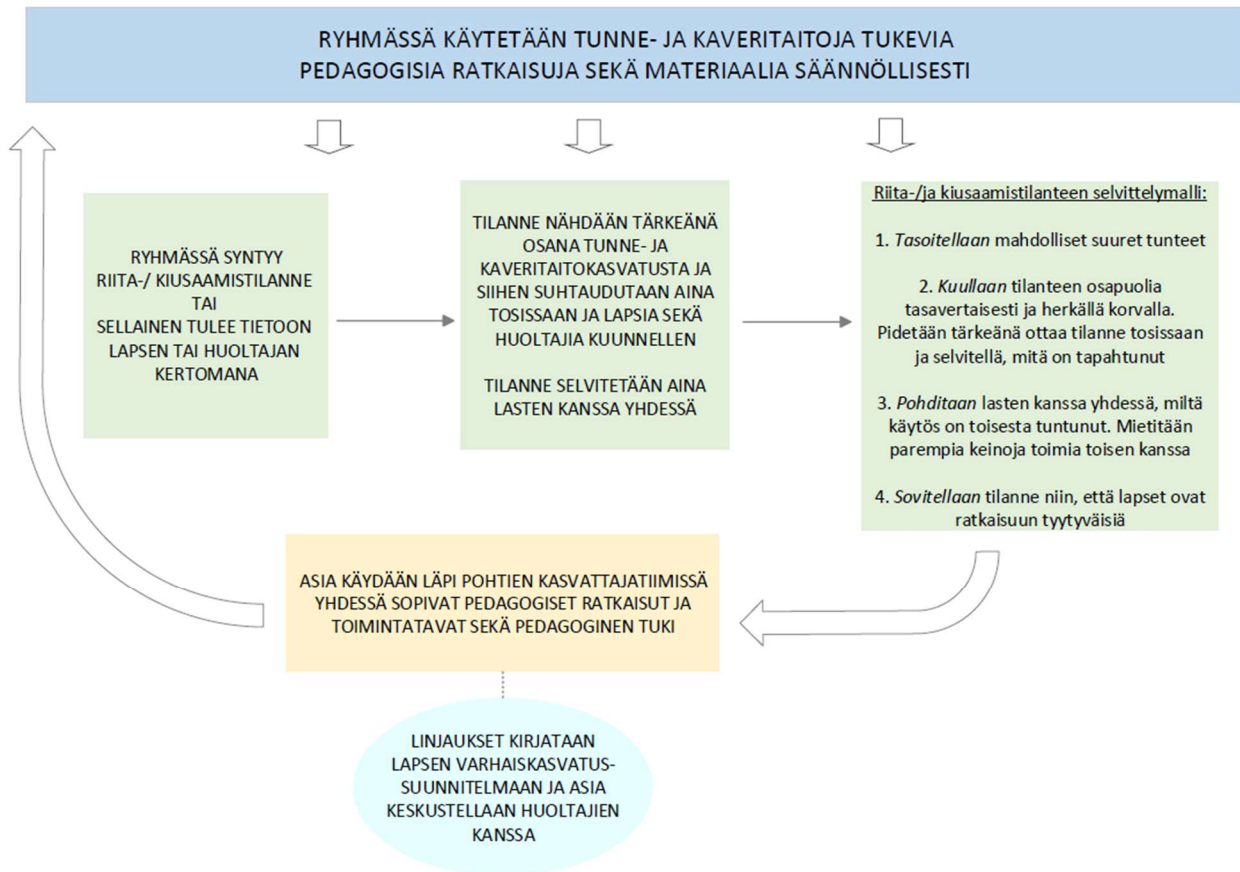 RYHMÄSSÄ KÄYTETÄÄN TUNNE- JA KAVERITAITOJA TUKEVIA
PEDAGOGISIA RATKAISUJA SEKÄ MATERIAALIA SÄÄNNÖLLISESTI
RYHMÄSSÄ SYNTYY
RIITA-/ KIUSAAMISTILANNE
TAI
SELLAINEN TULEE TIETOON
LAPSEN TAI HUOLTAJAN
KERTOMANA
TILANNE NÄHDÄÄN TÄRKEÄNÄ
OSANA TUNNE- JA
KAVERITAITOKASVATUSTA JA
SIIHEN SUHTAUDUTAAN AINA
TOSISSAAN JA LAPSIA SEKÄ
HUOLTAJIA KUUNNELLEN
TILANNE SELVITETÄÄN AINA
LASTEN KANSSA YHDESSÄ
Riita-/ja kiusaamistilanteen selvittelymalli:
1. Tasoitellaan mahdolliset suuret tunteet
2. Kuullaan tilanteen osapuolia
tasavertaisesti ja herkällä korvalla.
Pidetään tärkeänä ottaa tilanne tosissaan
ja selvitellä, mitä on tapahtunut
3. Pohditaan lasten kanssa yhdessä, miltä
käytös on toisesta tuntunut. Mietitään
parempia keinoja toimia toisen kanssa
4. Sovitellaan tilanne niin, että lapset ovat
ratkaisuun tyytyväisiä
ASIA KÄYDÄÄN LÄPI POHTIEN KASVATTAJATIIMISSÄ
YHDESSÄ SOPIVAT PEDAGOGISET RATKAISUT JA
TOIMINTATAVAT SEKÄ PEDAGOGINEN TUKI
LINJAUKSET KIRJATAAN
LAPSEN VARHAISKASVATUS-
SUUNNITELMAAN JA ASIA
KESKUSTELLAAN HUOLTAJIEN
KANSSA